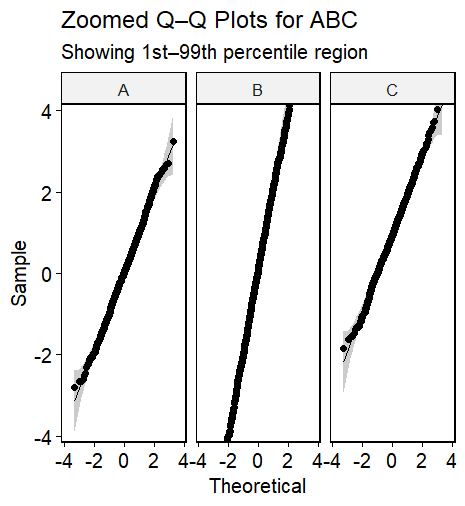 Zoomed Q–Q Plots for ABC
Showing 1st–99th percentile region
A B C
4
2
0
-2
-4
Sample
-4 -2 0 2 4 -4 -2 0 2 4 -4 -2 0 2 4
Theoretical